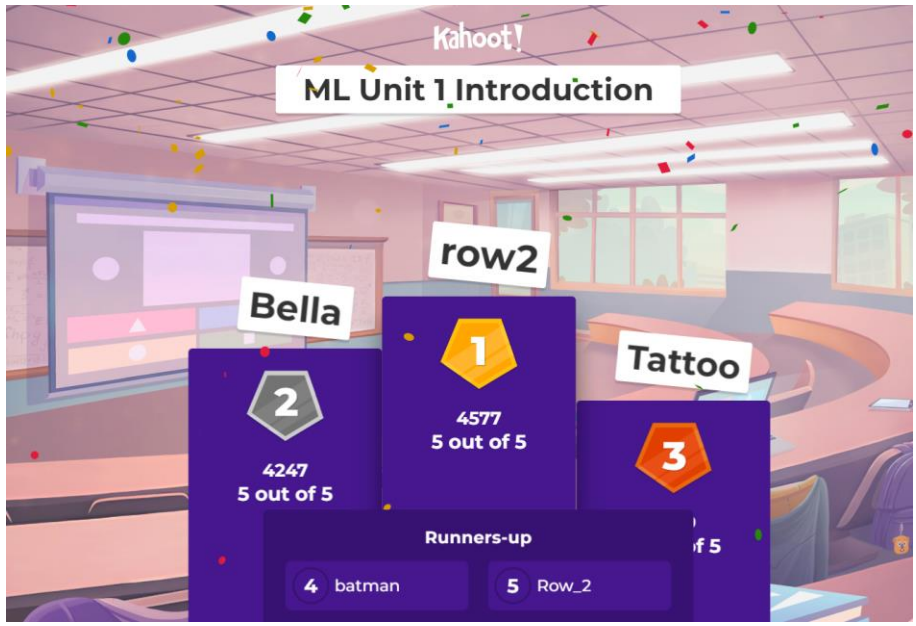 Kahoot!
ML Unit 1 Introduction
row2
Bella
Tattoo
1
4577
5 out of 5
2
4247
5 out of 5
3
of 5
Runners-up
4 batman
5 Row_2